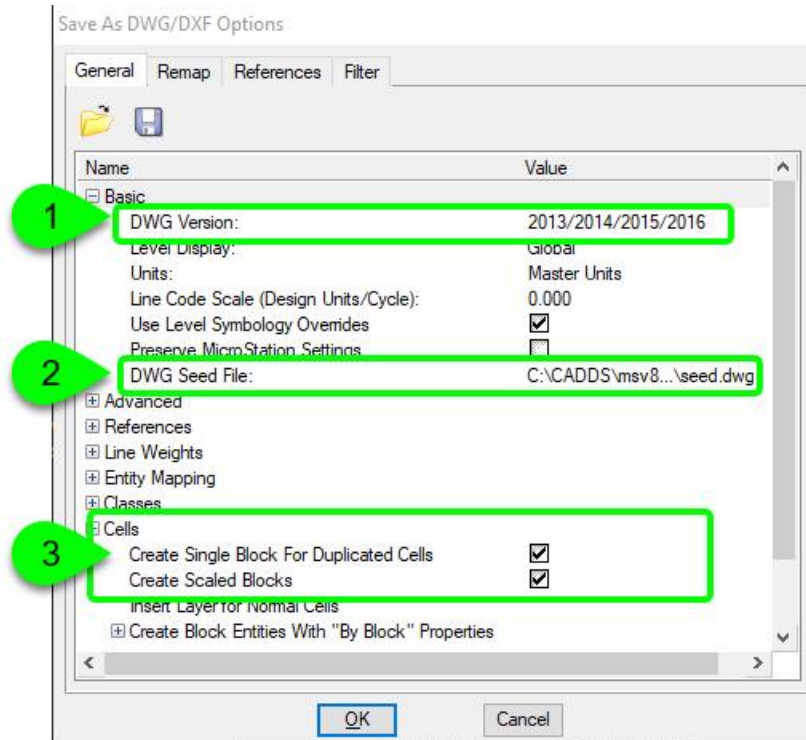 Save As DWG/DXF Options
General Remap References Filter
Name Value
Basic
1 DWG Version: 2013/2014/2015/2016
Level Display: Global
Units: Master Units
Line Code Scale (Design Units/Cycle): 0.000
Use Level Symbology Overrides
Preserve MicroStation Settings
2 DWG Seed File: C:\CADDS\msv8...\seed.dwg
Advanced
References
Line Weights
Entity Mapping
Classes
Cells
3 Create Single Block For Duplicated Cells
Create Scaled Blocks
Insert Layer for Normal Cells
Create Block Entities With "By Block" Properties
OK Cancel